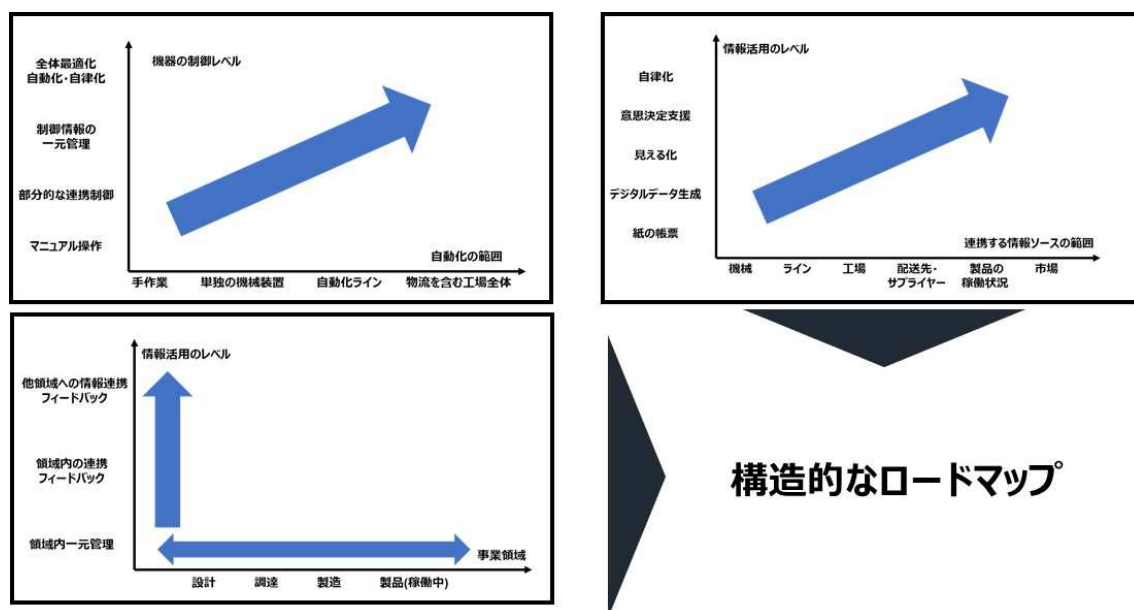 機器の制御レベル
全体最適化
自動化・自律化
制御情報の
一元管理
部分的な連携制御
マニュアル操作
自動化の範囲
手作業
単独の機械装置
自動化ライン
物流を含む工場全体
情報活用のレベル
自律化
意思決定支援
見える化
デジタルデータ生成
紙の帳票
連携する情報ソースの範囲
機械
ライン
工場
配送先・
サプライヤー
製品の
稼働状況
市場
情報活用のレベル
他領域への情報連携
フィードバック
領域内の連携
フィードバック
領域内一元管理
事業領域
設計
調達
製造
製品(稼働中)
構造的なロードマップ